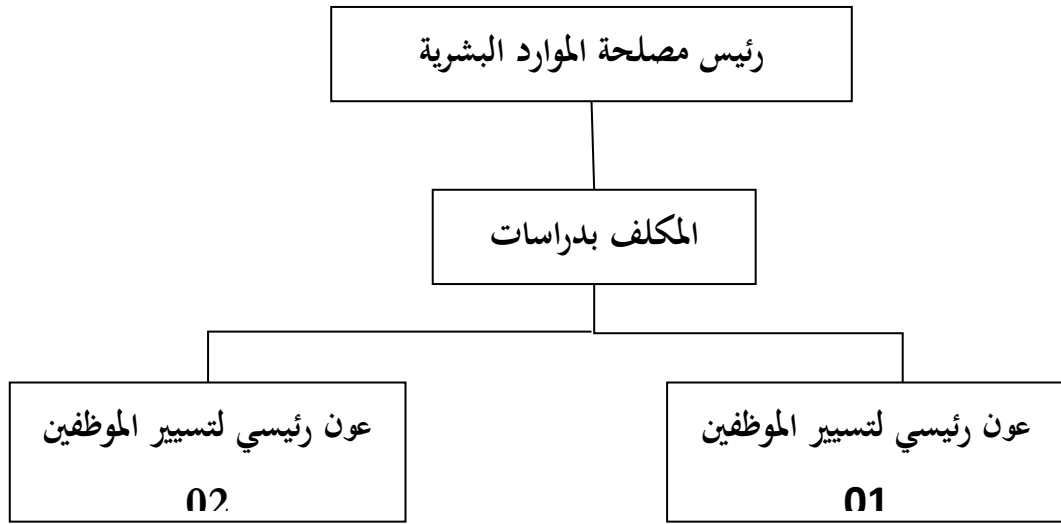 رئيس مصلحة الموارد البشرية
المكلف بدراسات
عون رئيسي لتسيير الموظفين
01
عون رئيسي لتسيير الموظفين
02